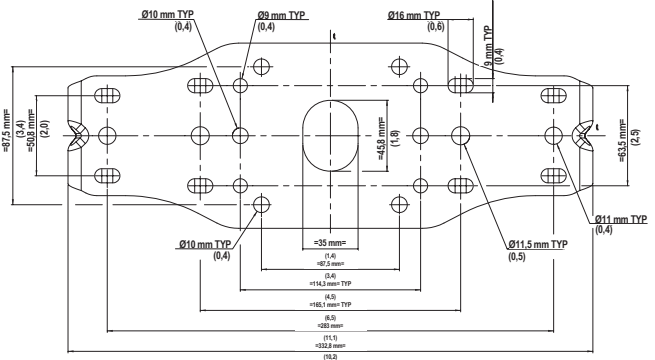 Ø10 mm TYP
(0,4)
Ø9 mm TYP
(0,4)
Ø16 mm TYP
(0,6)
9 mm TYP
(0,4)
=87,5 mm=
(3,4)
=50,8 mm=
(2,0)
=45,8 mm=
(1,8)
=63,5 mm=
(2,5)
t
t
Ø10 mm TYP
(0,4)
=35 mm=
(1,4)
Ø11,5 mm TYP
(0,5)
Ø11 mm TYP
(0,4)
=87,5 mm=
(3,4)
=114,3 mm= TYP
(4,5)
=165,1 mm= TYP
(6,5)
=283 mm=
(11,1)
=332,8 mm=
(10,2)